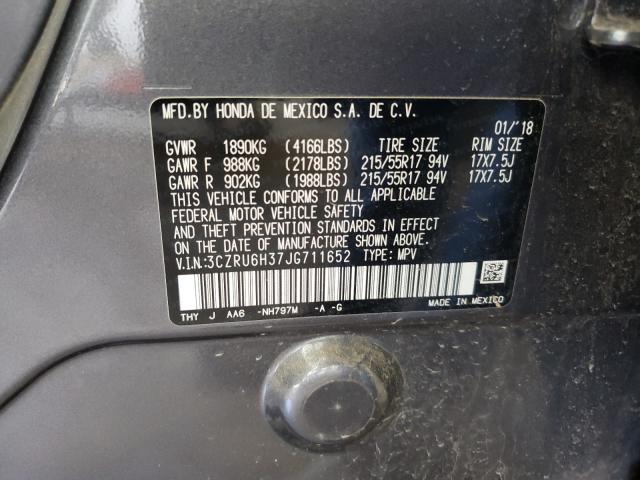 MFD.BY HONDA DE MEXICO S.A. DE C.V.
01/'18
GVWR 1890KG (4166LBS) TIRE SIZE RIM SIZE
GAWR F 988KG (2178LBS) 215/55R17 94V 17X7.5J
GAWR R 902KG (1988LBS) 215/55R17 94V 17X7.5J
THIS VEHICLE CONFORMS TO ALL APPLICABLE
FEDERAL MOTOR VEHICLE SAFETY
AND THEFT PREVENTION STANDARDS IN EFFECT
ON THE DATE OF MANUFACTURE SHOWN ABOVE.
V.I.N:3CZRU6H37JG711652 TYPE: MPV
THY J AA6 -NH797M -A -G MADE IN MEXICO